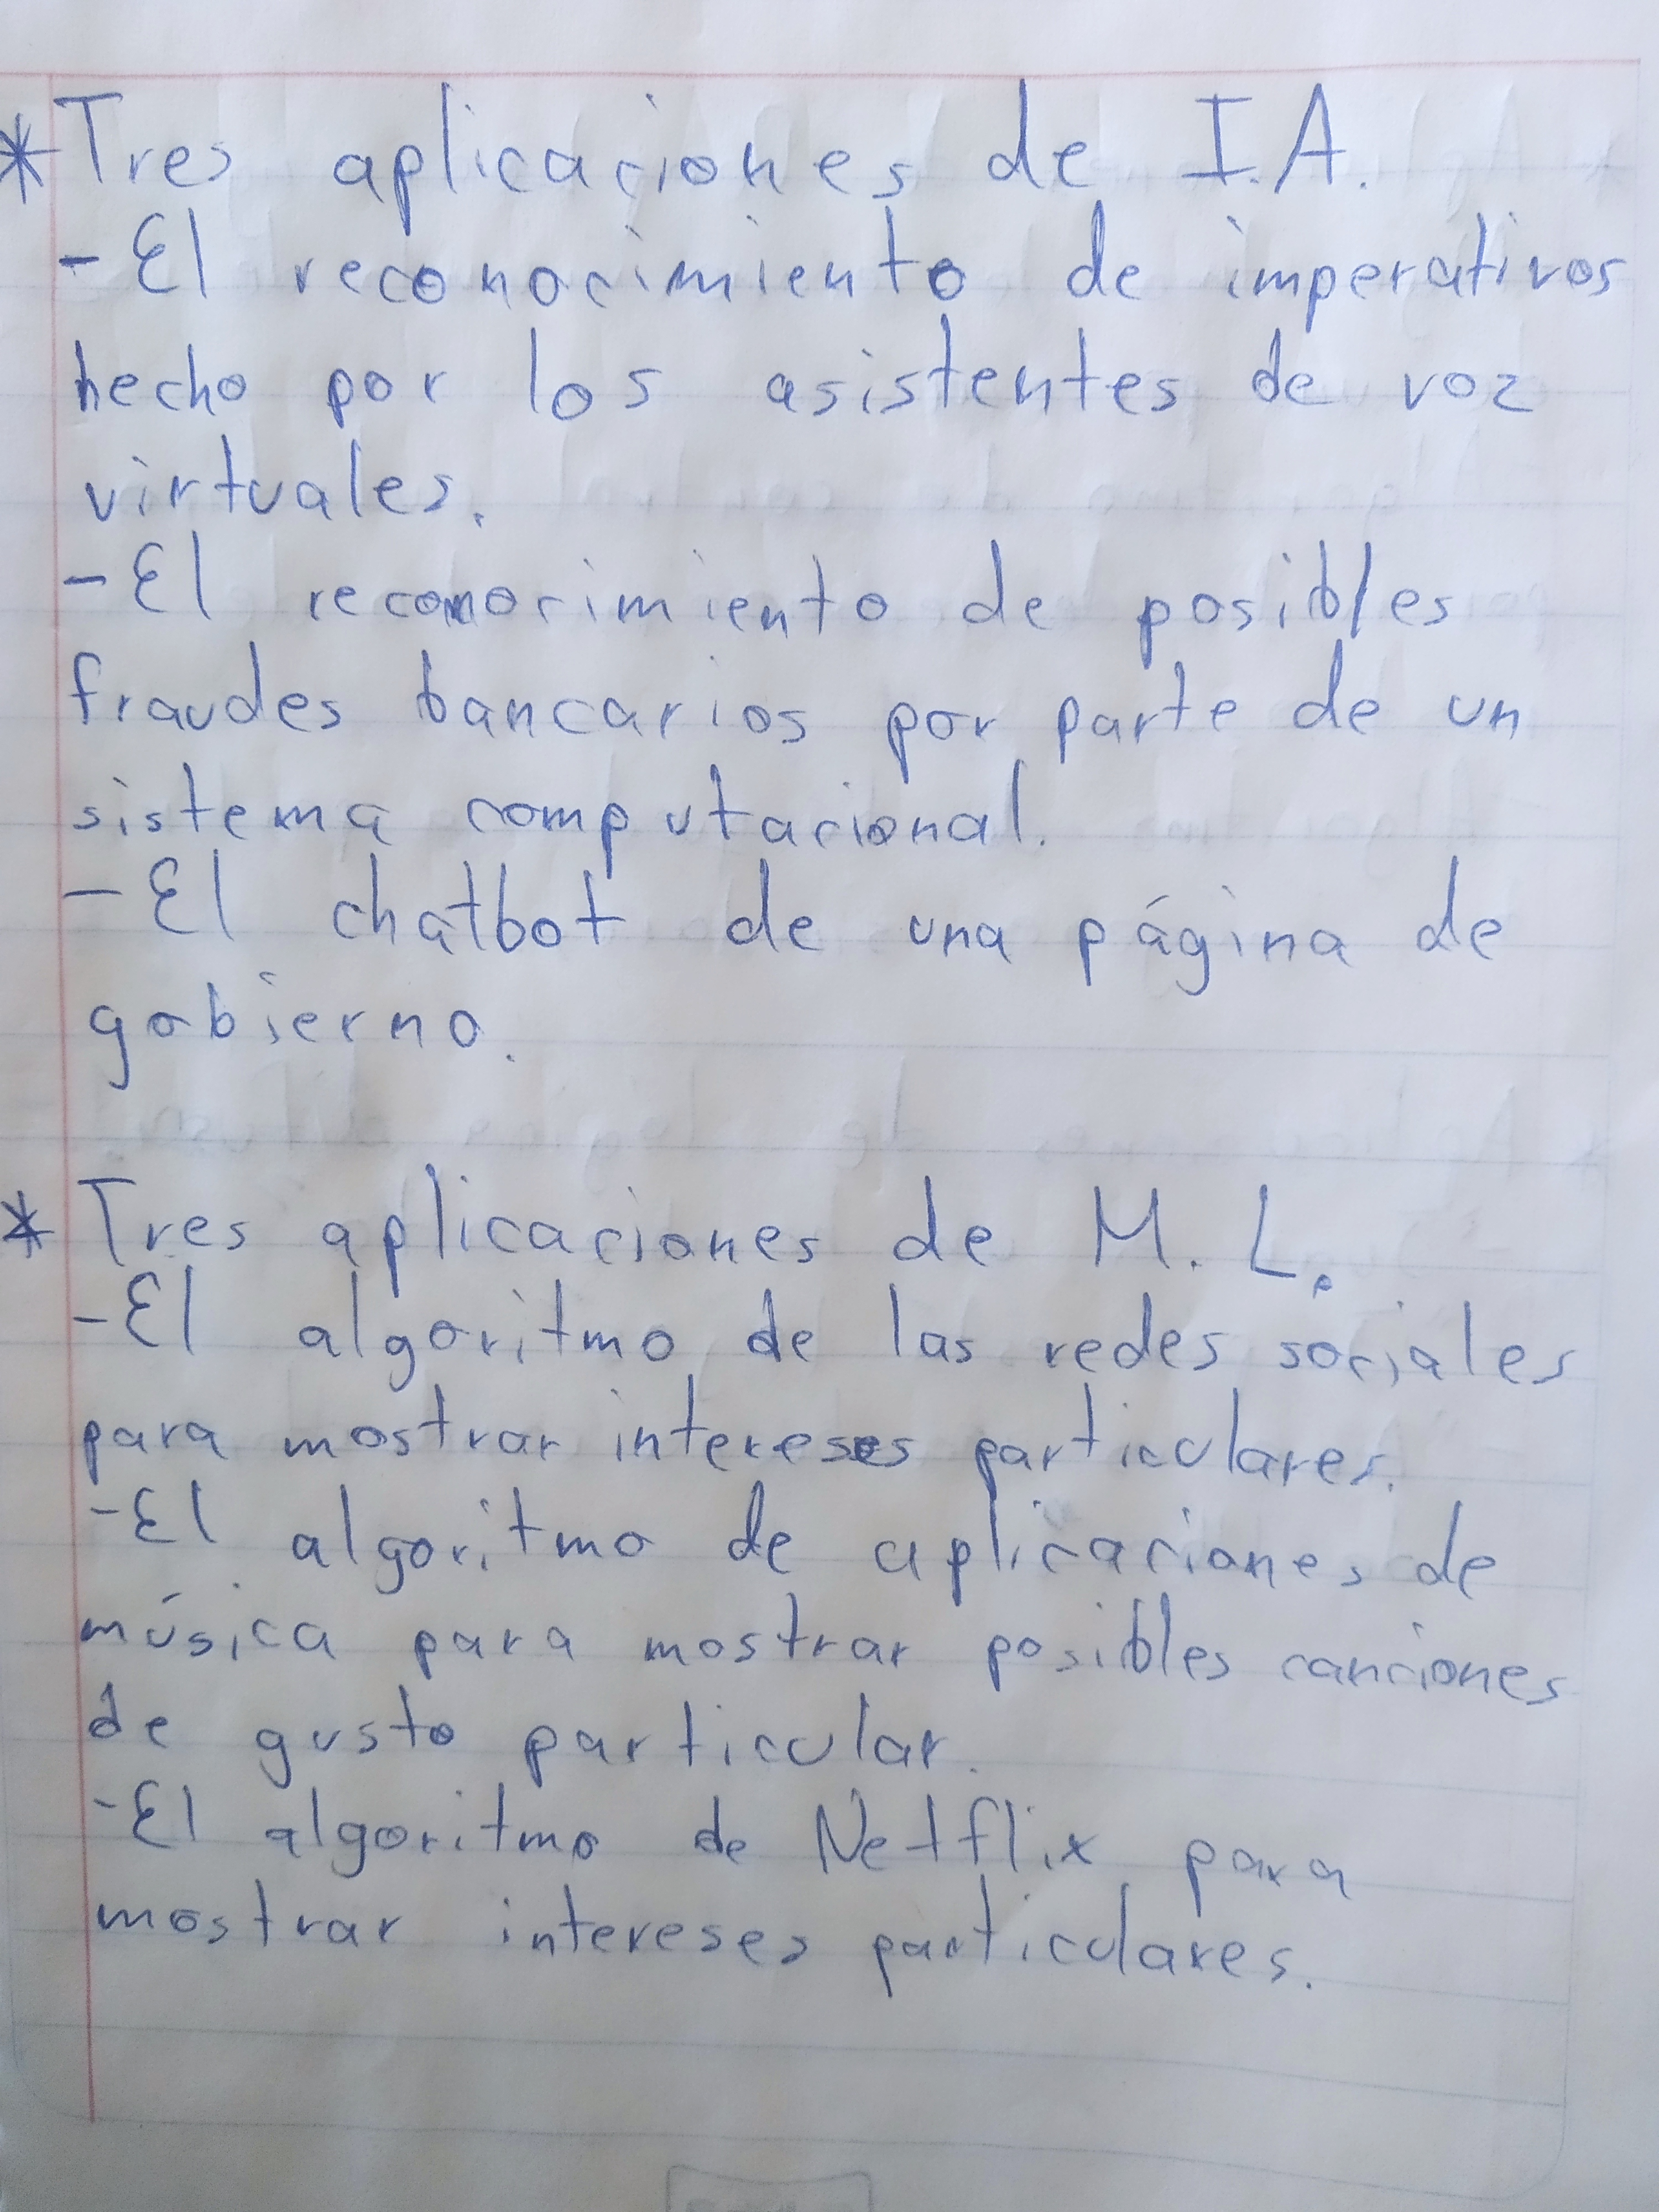 * Tres aplicaciones de I.A.
- El reconocimiento de imperativos
hecho por los asistentes de voz
virtuales.
- El reconocimiento de posibles
fraudes bancarios por parte de un
sistema computacional.
- El chatbot de una página de
gobierno.
* Tres aplicaciones de M. L.
- El algoritmo de las redes sociales
para mostrar intereses particulares.
- El algoritmo de aplicaciones de
música para mostrar posibles canciones
de gusto particular.
- El algoritmo de Netflix para
mostrar intereses particulares.